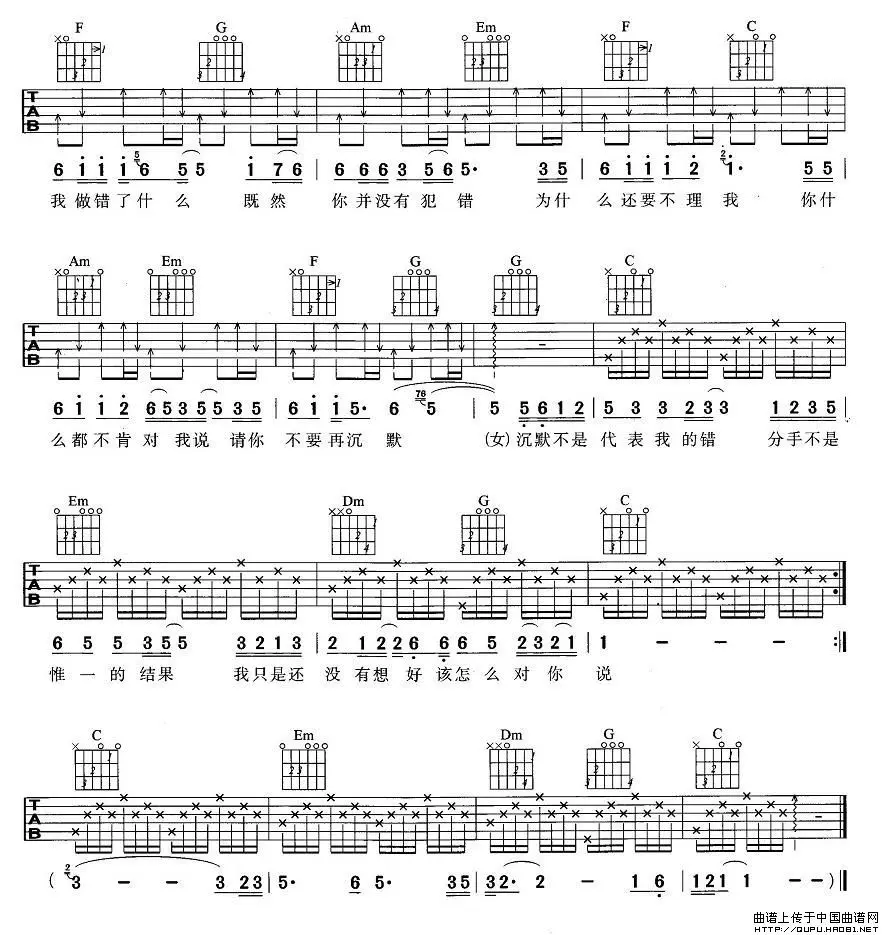 F G Am Em F C
T A B
6 i i i 5 6 5 5 i 7 6 | 6 6 6 3 5 6 5· 3 5 | 6 i i i 2 2 i· 5 5 |
我 做 错 了 什 么 既 然 你 并 没 有 犯 错 为 什 么 还 要 不 理 我 你 什
Am Em F G G C
T A B
6 i i 2 6 5 3 5 5 3 5 | 6 i i 5· 6 76 5 | 5 5 6 1 2 | 5 3 3 2 3 3 1 2 3 5 |
么 都 不 肯 对 我 说 请 你 不 要 再 沉 默 (女) 沉 默 不 是 代 表 我 的 错 分 手 不 是
Em Dm G C
T A B
6 5 5 3 5 5 3 2 1 3 | 2 1 2 2 6 6 6 5 2 3 2 1 | 1 – – – :||
惟 一 的 结 果 我 只 是 还 没 有 想 好 该 怎 么 对 你 说
C Em Dm G C
T A B
( 2 3 – – 3 2 3 | 5· 6 5· 3 5 | 3 2· 2 – 1 6 | 1 1 2 1 1 – – )||
曲谱上传于中国曲谱网
HTTP://QUPU.HAO81.NET